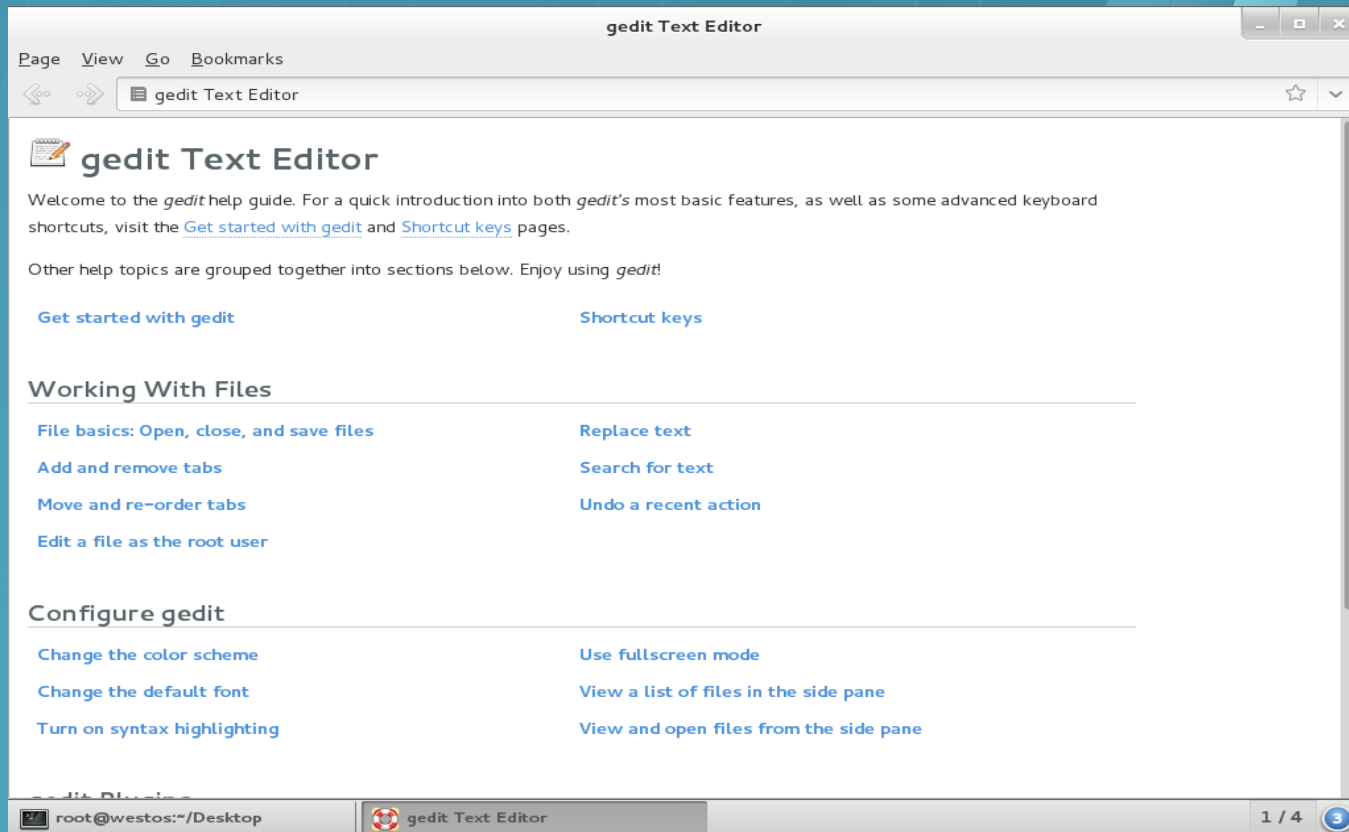 gedit Text Editor
Page View Go Bookmarks
gedit Text Editor
gedit Text Editor
Welcome to the gedit help guide. For a quick introduction into both gedit's most basic features, as well as some advanced keyboard
shortcuts, visit the Get started with gedit and Shortcut keys pages.
Other help topics are grouped together into sections below. Enjoy using gedit!
Get started with gedit
Shortcut keys
Working With Files
File basics: Open, close, and save files
Replace text
Add and remove tabs
Search for text
Move and re-order tabs
Undo a recent action
Edit a file as the root user
Configure gedit
Change the color scheme
Use fullscreen mode
Change the default font
View a list of files in the side pane
Turn on syntax highlighting
View and open files from the side pane
gedit Plugins
root@westos:~/Desktop
gedit Text Editor
1 / 4
3